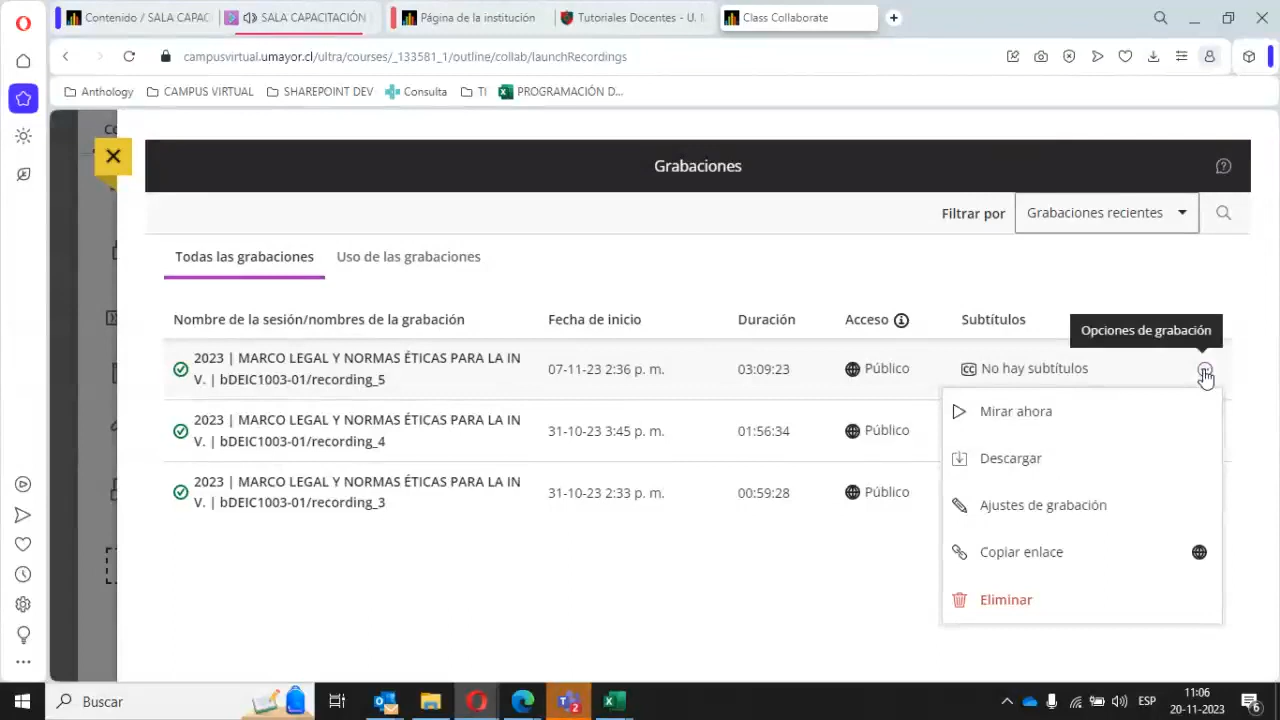 Contenido / SALA CAPAC
SALA CAPACITACIÓN
Página de la institución
Tutoriales Docentes - U. M
Class Collaborate
campusvirtual.umayor.cl/ultra/courses/_133581_1/outline/collab/launchRecordings
Anthology
CAMPUS VIRTUAL
SHAREPOINT DEV
Consulta
TI
PROGRAMACIÓN D...
Grabaciones
Filtrar por
Grabaciones recientes
Todas las grabaciones
Uso de las grabaciones
Nombre de la sesión/nombres de la grabación
Fecha de inicio
Duración
Acceso
Subtítulos
Opciones de grabación
2023 | MARCO LEGAL Y NORMAS ÉTICAS PARA LA IN
V. | bDEIC1003-01/recording_5
07-11-23 2:36 p. m.
03:09:23
Público
No hay subtítulos
2023 | MARCO LEGAL Y NORMAS ÉTICAS PARA LA IN
V. | bDEIC1003-01/recording_4
31-10-23 3:45 p. m.
01:56:34
Público
2023 | MARCO LEGAL Y NORMAS ÉTICAS PARA LA IN
V. | bDEIC1003-01/recording_3
31-10-23 2:33 p. m.
00:59:28
Público
Mirar ahora
Descargar
Ajustes de grabación
Copiar enlace
Eliminar
Buscar
ESP
11:06
20-11-2023